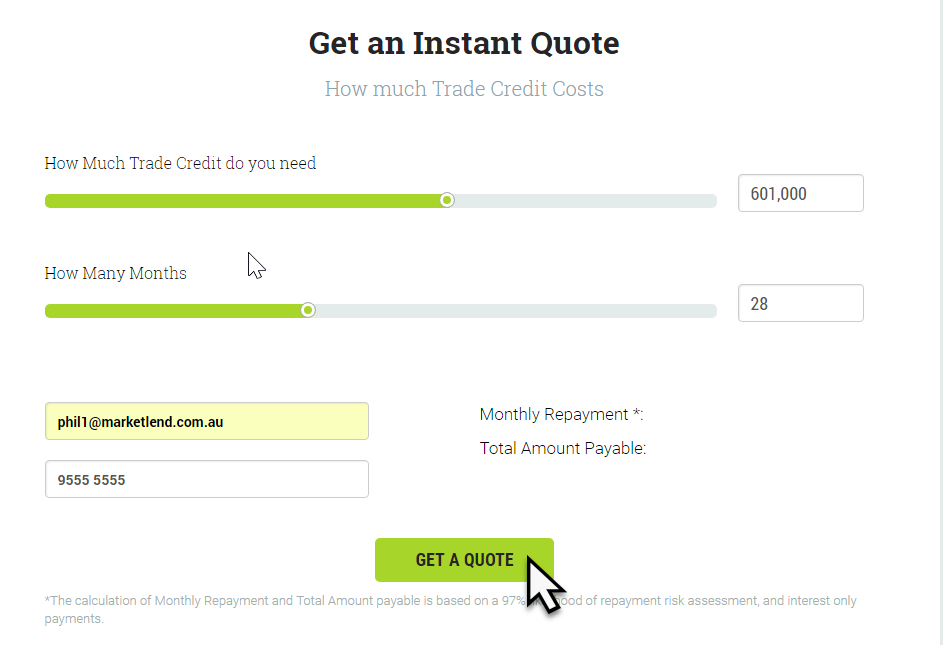 Get an Instant Quote
How much Trade Credit Costs
How Much Trade Credit do you need
601,000
How Many Months
28
phil1@marketlend.com.au
Monthly Repayment *:
Total Amount Payable:
9555 5555
GET A QUOTE
*The calculation of Monthly Repayment and Total Amount payable is based on a 97% of repayment risk assessment, and interest only
payments.